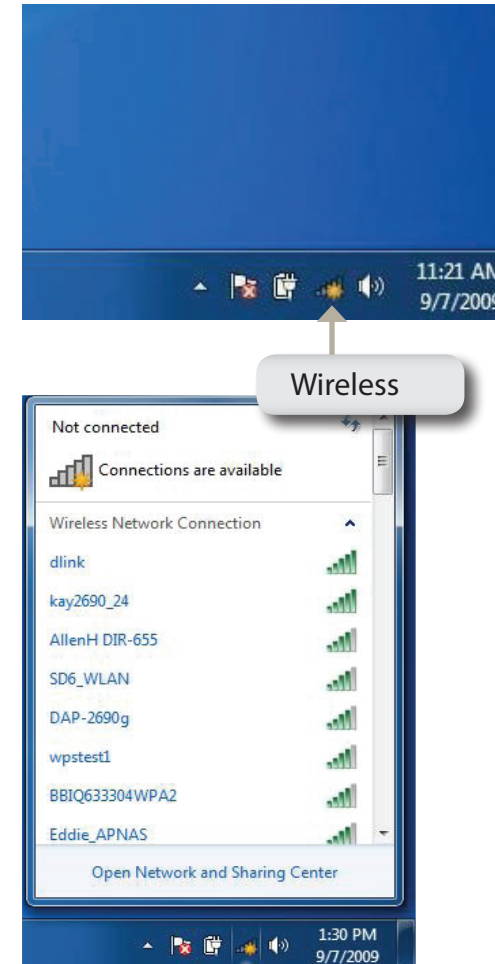 11:21 AM
9/7/2009
Wireless
Not connected
Connections are available
Wireless Network Connection
dlink
kay2690_24
AllenH DIR-655
SD6_WLAN
DAP-2690g
wpstest1
BBIQ633304WPA2
Eddie_APNAS
Open Network and Sharing Center
1:30 PM
9/7/2009